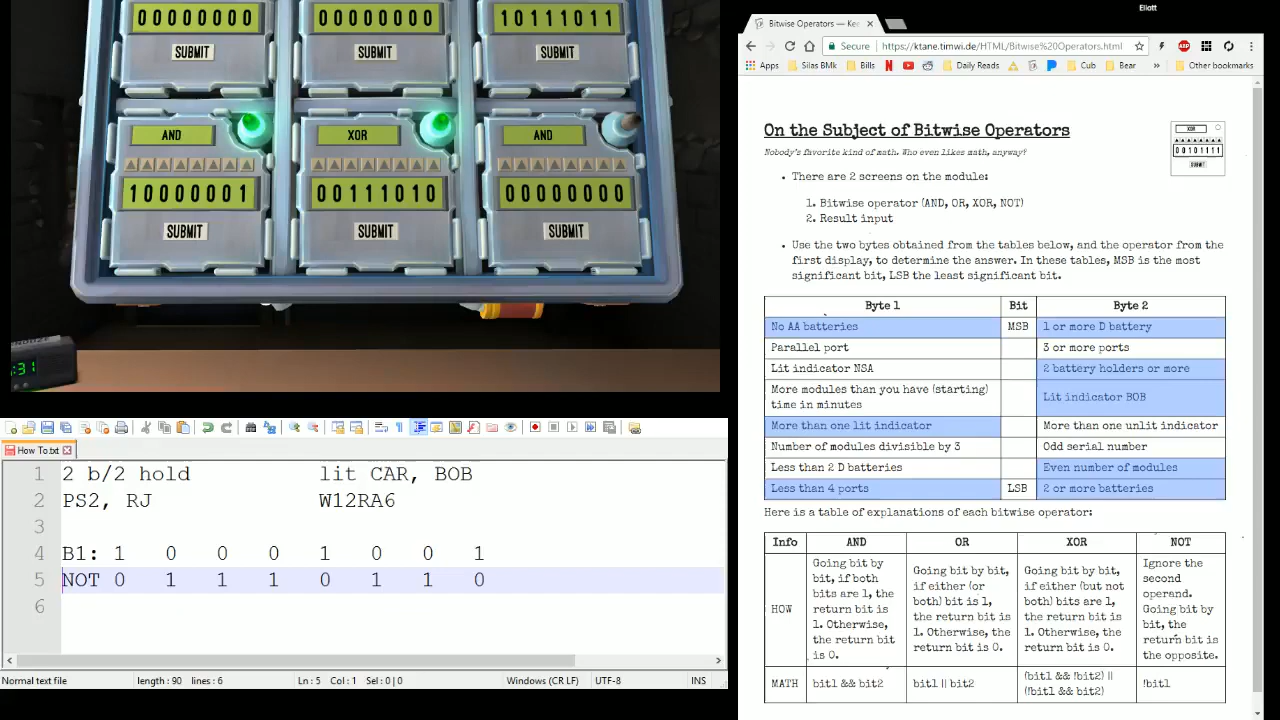 Eliott
00000000
00000000
10111011
SUBMIT
SUBMIT
SUBMIT
AND
XOR
AND
10000001
00111010
00000000
SUBMIT
SUBMIT
SUBMIT
:31
How To.txt
1 2 b/2 hold lit CAR, BOB
2 PS2, RJ W12RA6
3
4 B1: 1 0 0 0 1 0 0 1
5 NOT 0 1 1 1 0 1 1 0
6
Normal text file length: 90 lines: 6 Ln: 5 Col: 1 Sel: 0 | 0 Windows (CR LF) UTF-8 INS
Bitwise Operators — Ke
Secure https://ktane.timwi.de/HTML/Bitwise%20Operators.html
Apps Silas BMk Bills Daily Reads Cub Bear » Other bookmarks
On the Subject of Bitwise Operators
Nobody's favorite kind of math. Who even likes math, anyway?
XOR
00101111
SUBMIT
• There are 2 screens on the module:
1. Bitwise operator (AND, OR, XOR, NOT)
2. Result input
• Use the two bytes obtained from the tables below, and the operator from the
first display, to determine the answer. In these tables, MSB is the most
significant bit, LSB the least significant bit.
Byte 1 Bit Byte 2
No AA batteries MSB 1 or more D battery
Parallel port 3 or more ports
Lit indicator NSA 2 battery holders or more
More modules than you have (starting)
time in minutes Lit indicator BOB
More than one lit indicator More than one unlit indicator
Number of modules divisible by 3 Odd serial number
Less than 2 D batteries Even number of modules
Less than 4 ports LSB 2 or more batteries
Here is a table of explanations of each bitwise operator:
Info AND OR XOR NOT
HOW
Going bit by
bit, if both
bits are 1, the
return bit is
1. Otherwise,
the return bit
is 0.
Going bit by bit,
if either (or
both) bit is 1,
the return bit is
1. Otherwise, the
return bit is 0.
Going bit by bit, if
either (but not
both) bits are 1,
the return bit is
1. Otherwise, the
return bit is 0.
Ignore the
second
operand.
Going bit by
bit, the
return bit is
the opposite.
MATH bit1 && bit2 bit1 || bit2 (bit1 && !bit2) ||
(!bit1 && bit2) !bit1